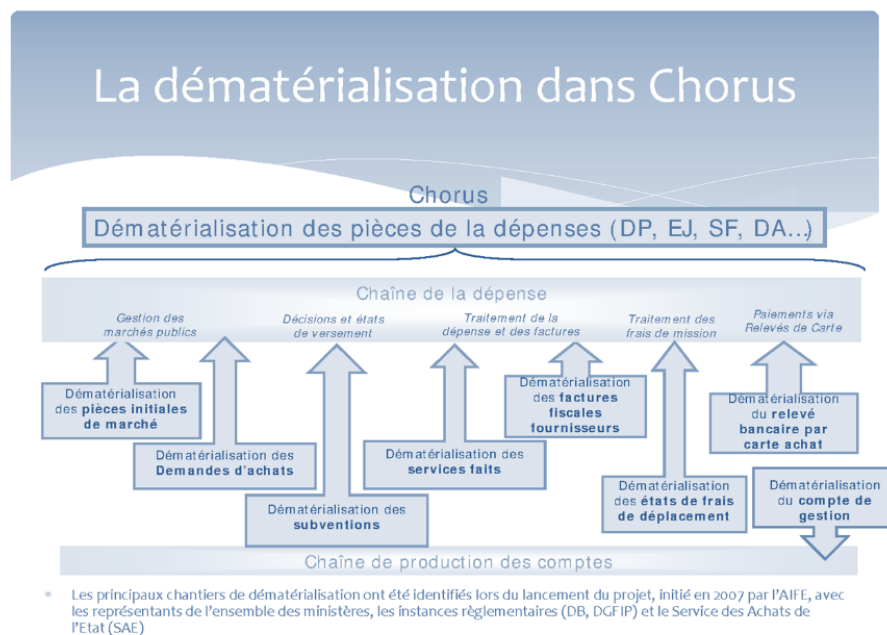 La dématérialisation dans Chorus
Chorus
Dématérialisation des pièces de la dépenses (DP, EJ, SF, DA...)
Chaîne de la dépense
Gestion des
marchés publics
Décisions et états
de versement
Traitement de la
dépense et des factures
Traitement des
frais de mission
Paiements via
Relevés de Carte
Dématérialisation
des pièces initiales
de marché
Dématérialisation des
Demandes d'achats
Dématérialisation des
subventions
Dématérialisation des
services faits
Dématérialisation
des factures
fiscales
fournisseurs
Dématérialisation
des états de frais
de déplacement
Dématérialisation
du relevé
bancaire par
carte achat
Dématérialisation
du compte de
gestion
Chaîne de production des comptes
Les principaux chantiers de dématérialisation ont été identifiés lors du lancement du projet, initié en 2007 par l'AIFE, avec
les représentants de l'ensemble des ministères, les instances règlementaires (DB, DGFIP) et le Service des Achats de
l'Etat (SAE)